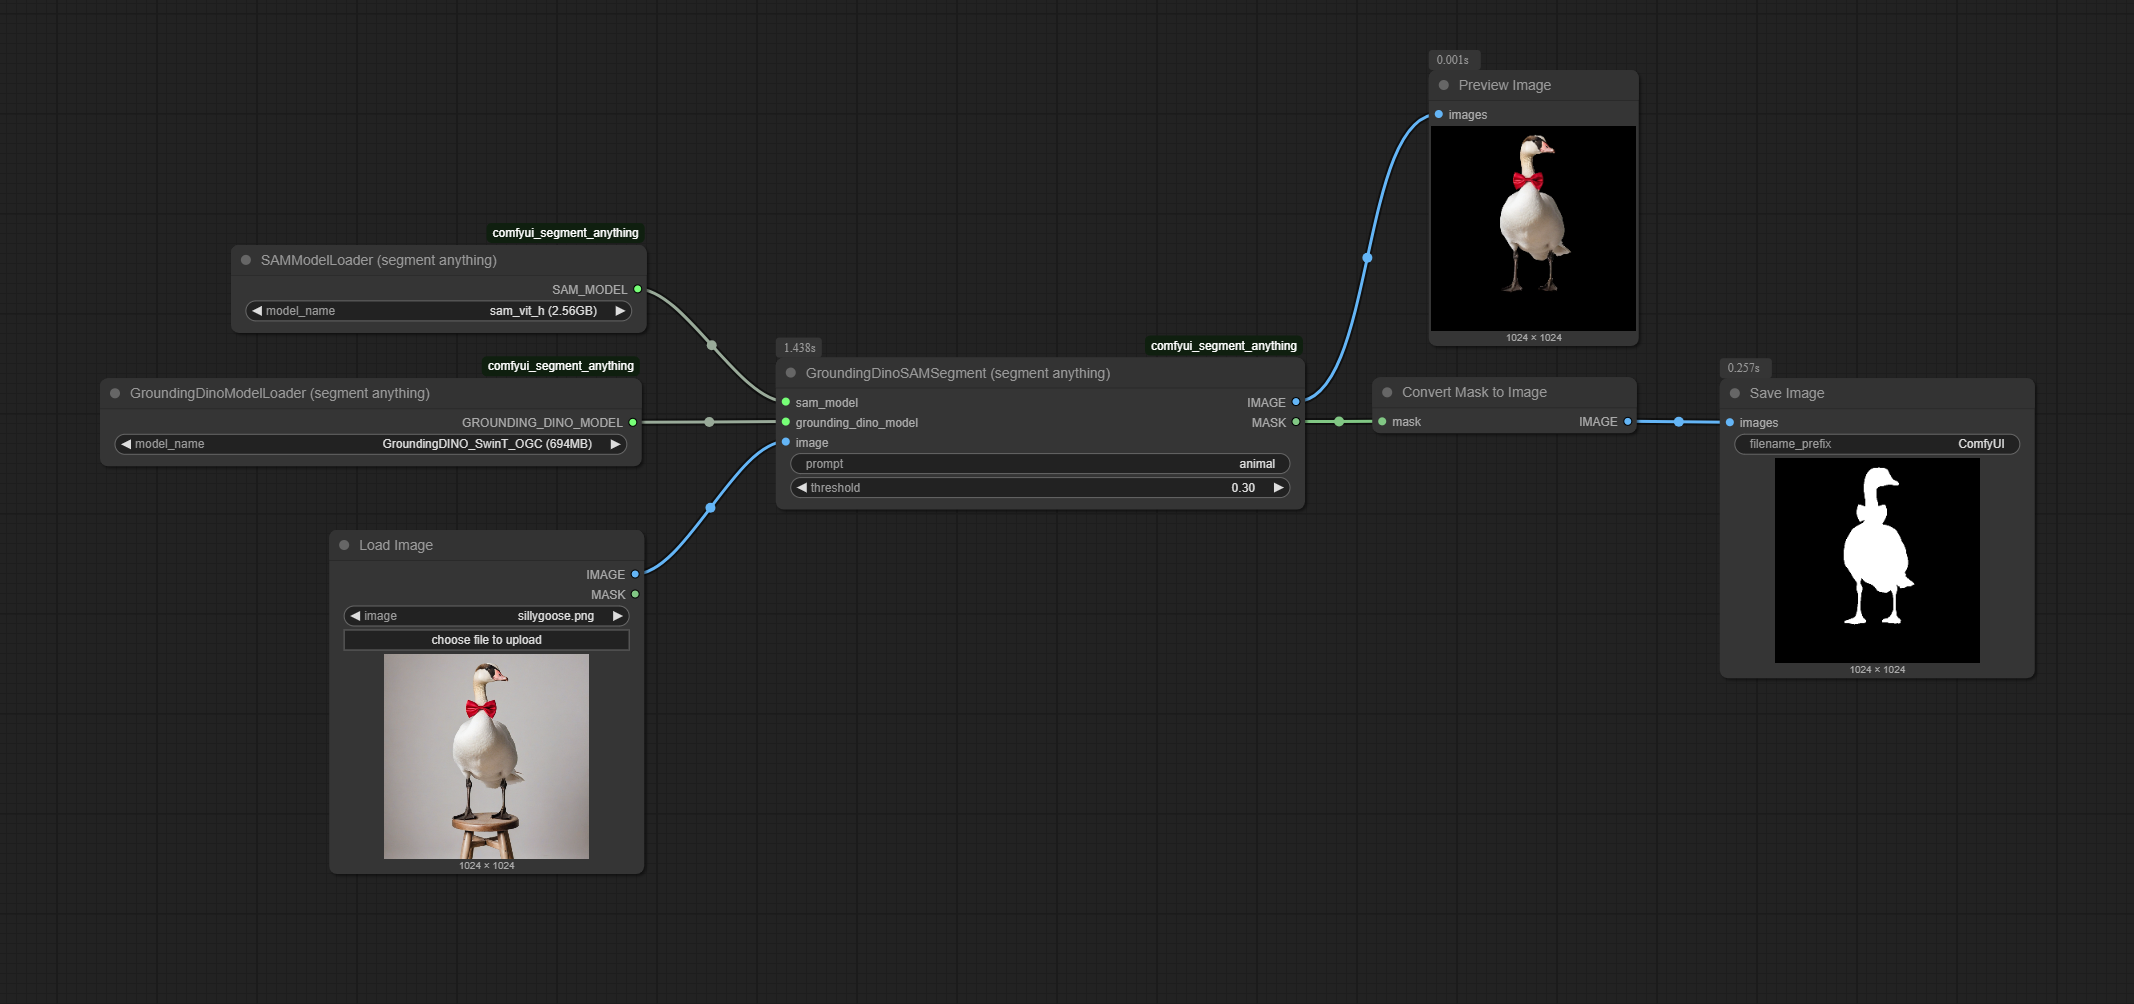 comfyui_segment_anything
SAMModelLoader (segment anything)
SAM_MODEL
model_name sam_vit_h (2.56GB)
comfyui_segment_anything
GroundingDinoModelLoader (segment anything)
GROUNDING_DINO_MODEL
model_name GroundingDINO_SwinT_OGC (694MB)
Load Image
IMAGE
MASK
image sillygoose.png
choose file to upload
1024 × 1024
1.438s
comfyui_segment_anything
GroundingDinoSAMSegment (segment anything)
sam_model IMAGE
grounding_dino_model MASK
image
prompt animal
threshold 0.30
0.001s
Preview Image
images
1024 × 1024
Convert Mask to Image
mask IMAGE
0.257s
Save Image
images
filename_prefix ComfyUI
1024 × 1024